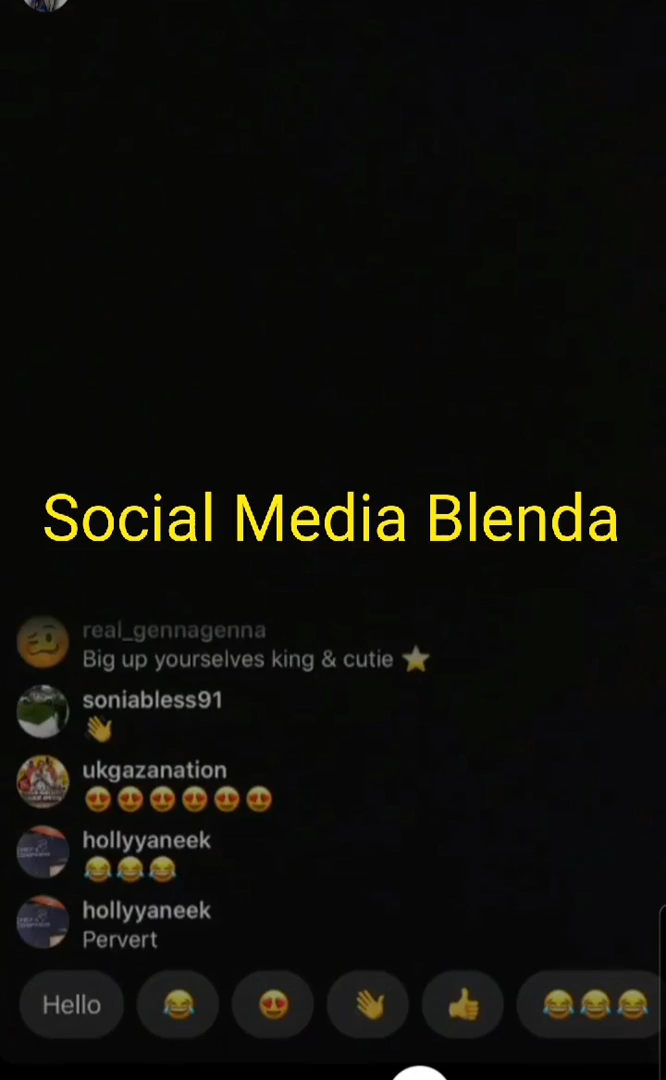 Social Media Blenda
real_gennagenna
Big up yourselves king & cutie ⭐
soniabless91
👋
ukgazanation
😍😍😍😍😍😍
hollyyaneek
😂😂😂
hollyyaneek
Pervert
Hello 😂 😍 👋 👍 😂😂😂